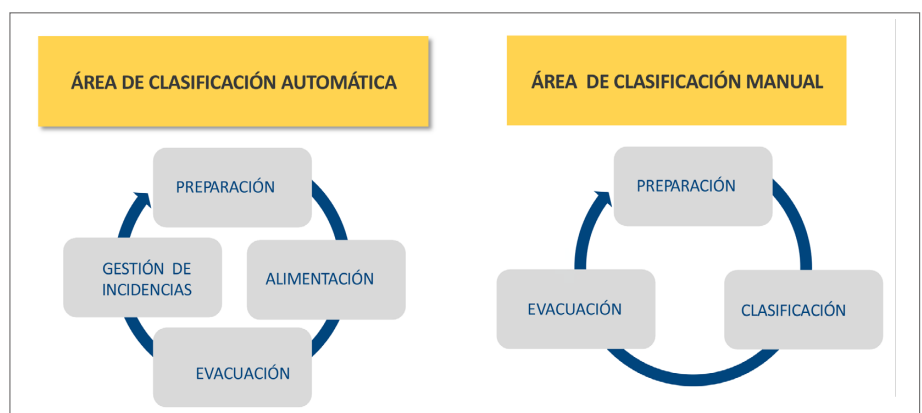 ÁREA DE CLASIFICACIÓN AUTOMÁTICA
PREPARACIÓN
ALIMENTACIÓN
EVACUACIÓN
GESTIÓN DE
INCIDENCIAS
ÁREA DE CLASIFICACIÓN MANUAL
PREPARACIÓN
CLASIFICACIÓN
EVACUACIÓN